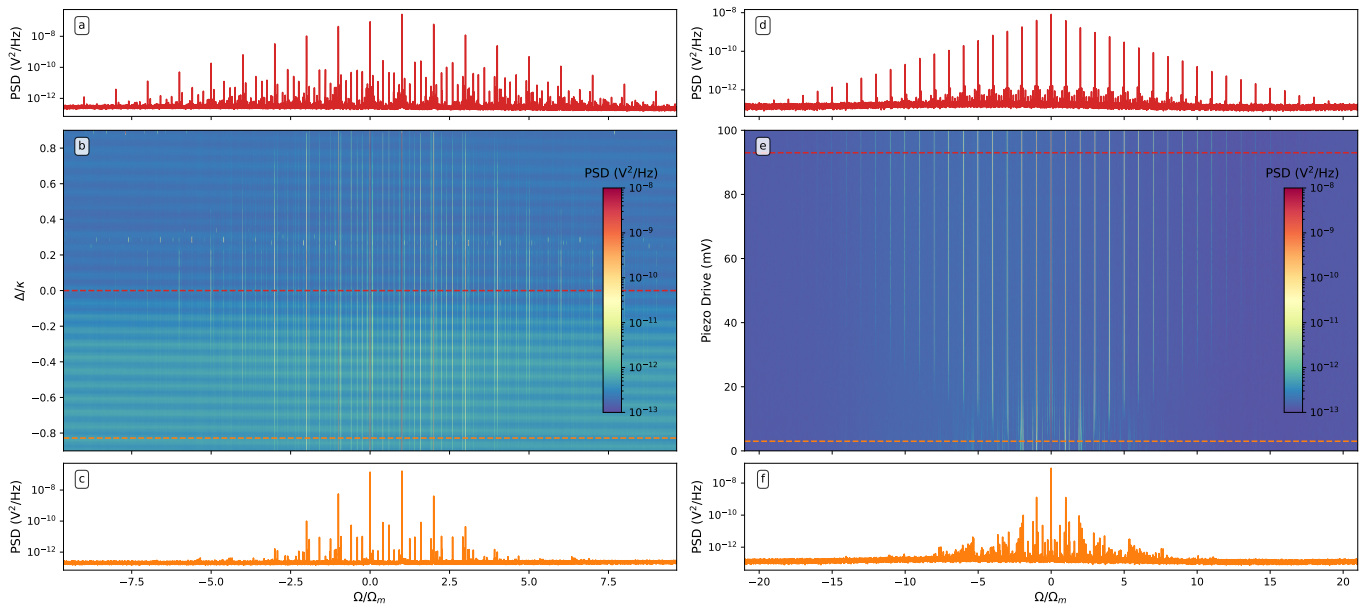 a
PSD (V²/Hz)
10⁻⁸
10⁻¹⁰
10⁻¹²
b
Δ/κ
0.8
0.6
0.4
0.2
0.0
−0.2
−0.4
−0.6
−0.8
PSD (V²/Hz)
10⁻⁸
10⁻⁹
10⁻¹⁰
10⁻¹¹
10⁻¹²
10⁻¹³
c
PSD (V²/Hz)
10⁻⁸
10⁻¹⁰
10⁻¹²
−7.5 −5.0 −2.5 0.0 2.5 5.0 7.5
Ω/Ωₘ
d
PSD (V²/Hz)
10⁻⁸
10⁻¹⁰
10⁻¹²
e
Piezo Drive (mV)
100
80
60
40
20
0
PSD (V²/Hz)
10⁻⁸
10⁻⁹
10⁻¹⁰
10⁻¹¹
10⁻¹²
10⁻¹³
f
PSD (V²/Hz)
10⁻⁸
10⁻¹⁰
10⁻¹²
−20 −15 −10 −5 0 5 10 15 20
Ω/Ωₘ